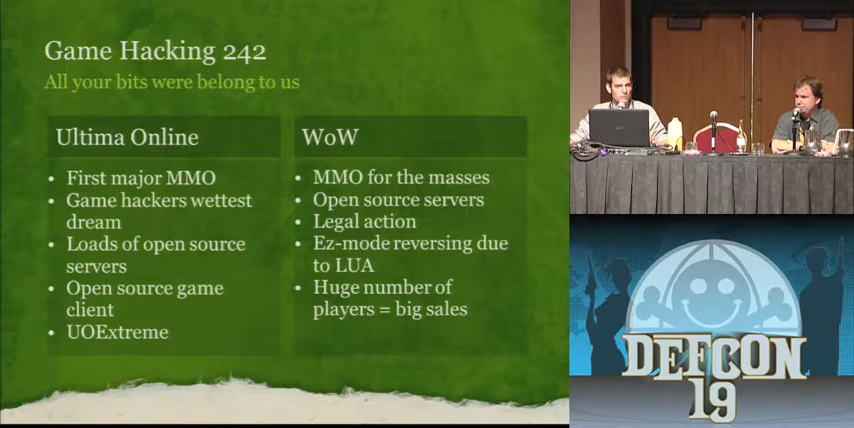 Game Hacking 242
All your bits were belong to us
Ultima Online
• First major MMO
• Game hackers wettest
dream
• Loads of open source
servers
• Open source game
client
• UOExtreme
WoW
• MMO for the masses
• Open source servers
• Legal action
• Ez-mode reversing due
to LUA
• Huge number of
players = big sales
DEFCON
19